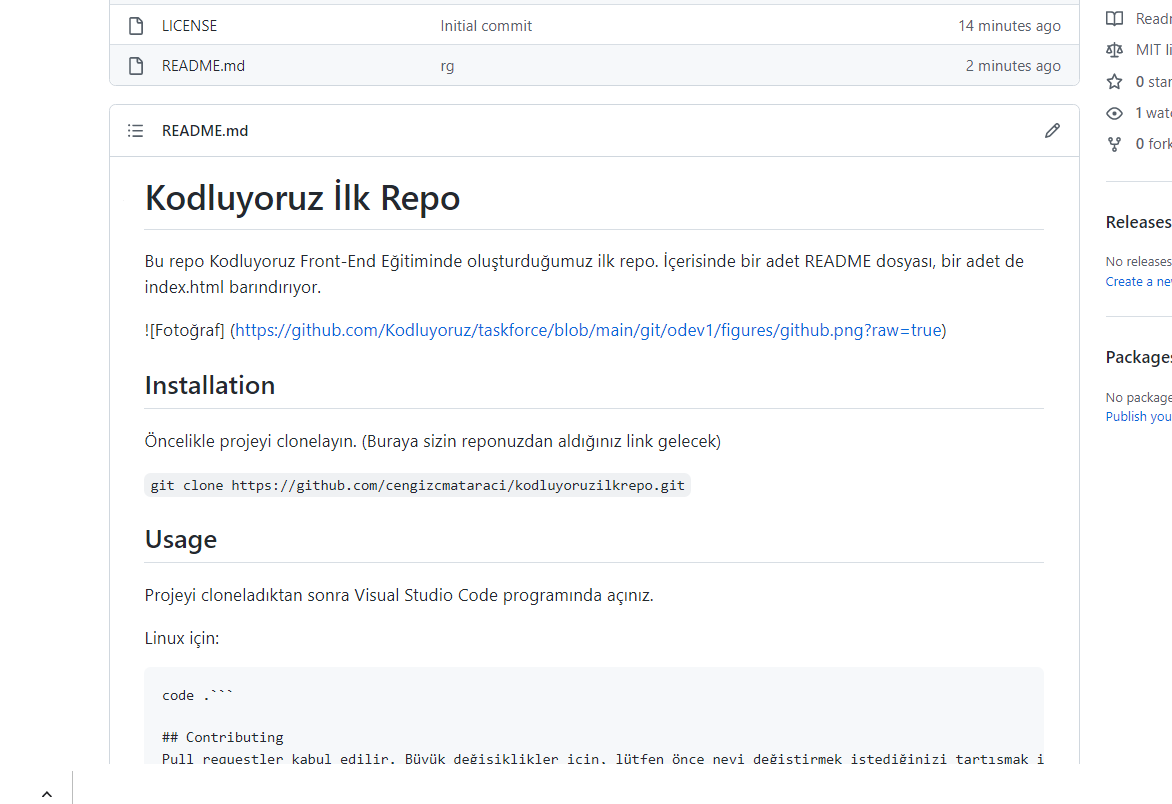 LICENSE Initial commit 14 minutes ago
README.md rg 2 minutes ago
README.md
Kodluyoruz İlk Repo
Bu repo Kodluyoruz Front-End Eğitiminde oluşturduğumuz ilk repo. İçerisinde bir adet README dosyası, bir adet de
index.html barındırıyor.
![Fotoğraf] (https://github.com/Kodluyoruz/taskforce/blob/main/git/odev1/figures/github.png?raw=true)
Installation
Öncelikle projeyi clonelayın. (Buraya sizin reponuzdan aldığınız link gelecek)
git clone https://github.com/cengizcmataraci/kodluyoruzilkrepo.git
Usage
Projeyi cloneladıktan sonra Visual Studio Code programında açınız.
Linux için:
code .```
## Contributing
Pull requestler kabul edilir. Büyük değişiklikler için, lütfen önce neyi değiştirmek istediğinizi tartışmak i
Readr
MIT li
0 star
1 wat
0 fork
Releases
No releases
Create a ne
Packages
No package
Publish you